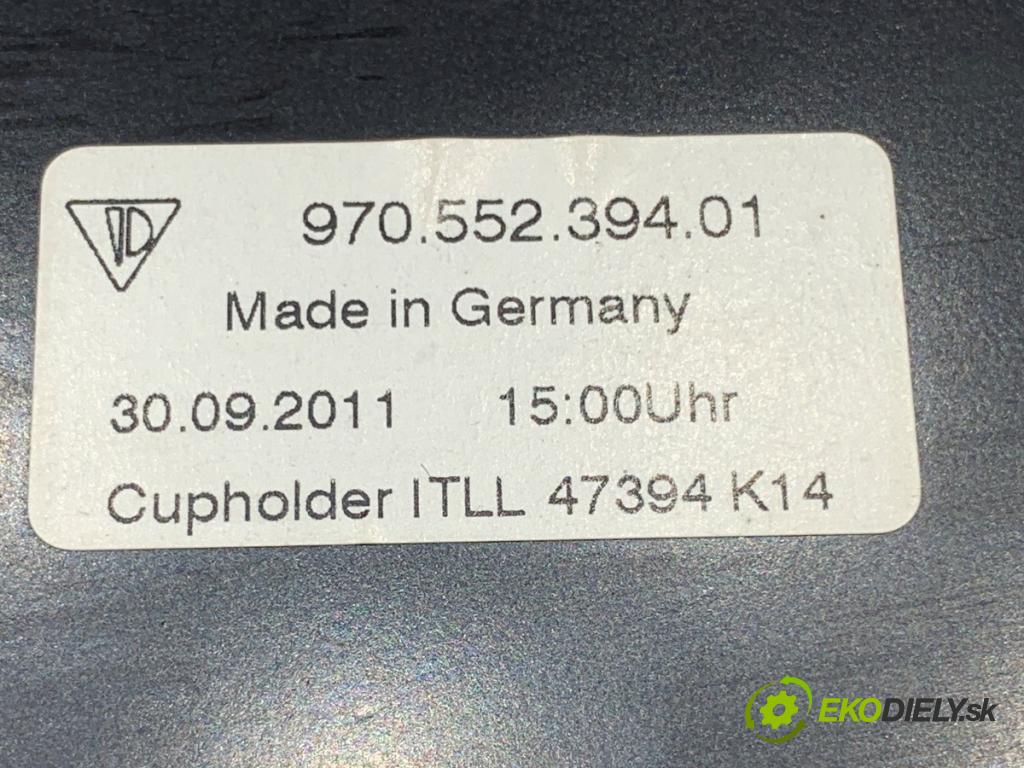 970.552.394.01
Made in Germany
30.09.2011 15:00Uhr
Cupholder ITLL 47394 K14
EKODIELY.sk